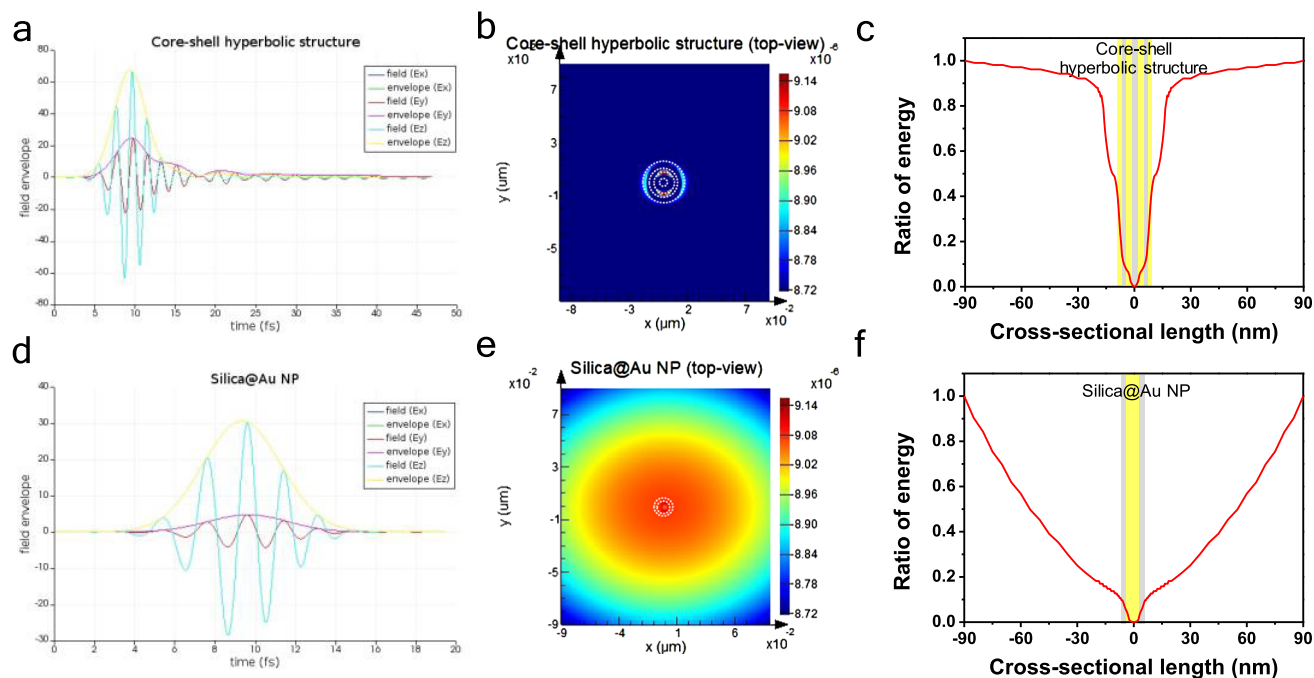 a
Core-shell hyperbolic structure
80
60
40
20
0
-20
-40
-60
-80
field envelope
0
5
10
15
20
25
30
35
40
45
50
time (fs)
field (Ex)
envelope (Ex)
field (Ey)
envelope (Ey)
field (Ez)
envelope (Ez)
b
Core-shell hyperbolic structure (top-view)
x10
-2
x10
-6
7
3
-1
-5
y (um)
-8
-3
2
7
x10
-2
x (µm)
9.14
9.08
9.02
8.96
8.90
8.84
8.78
8.72
c
Core-shell
hyperbolic structure
1.0
0.8
0.6
0.4
0.2
0.0
Ratio of energy
-90
-60
-30
0
30
60
90
Cross-sectional length (nm)
d
Silica@Au NP
40
30
20
10
0
-10
-20
-30
field envelope
0
2
4
6
8
10
12
14
16
18
20
time (fs)
field (Ex)
envelope (Ex)
field (Ey)
envelope (Ey)
field (Ez)
envelope (Ez)
e
Silica@Au NP (top-view)
x10
-2
x10
-6
7
3
-1
-5
-9
y (um)
-9
-4
1
6
x10
-2
x (µm)
9.14
9.08
9.02
8.96
8.90
8.84
8.78
8.72
f
Silica@Au NP
1.0
0.8
0.6
0.4
0.2
0.0
Ratio of energy
-90
-60
-30
0
30
60
90
Cross-sectional length (nm)